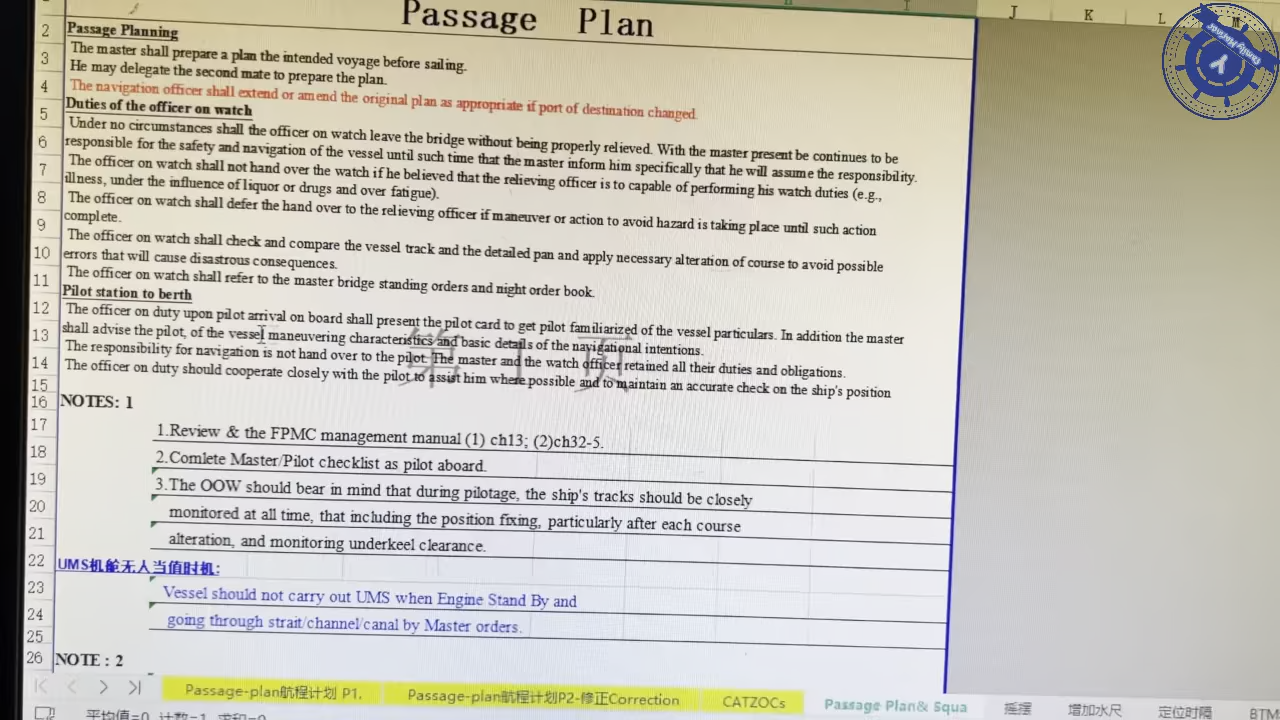 J K L M
Family Harbor
Passage Plan
2 Passage Planning
3 The master shall prepare a plan the intended voyage before sailing.
He may delegate the second mate to prepare the plan.
4 The navigation officer shall extend or amend the original plan as appropriate if port of destination changed.
5 Duties of the officer on watch
Under no circumstances shall the officer on watch leave the bridge without being properly relieved. With the master present be continues to be
6 responsible for the safety and navigation of the vessel until such time that the master inform him specifically that he will assume the responsibility.
7 The officer on watch shall not hand over the watch if he believed that the relieving officer is to capable of performing his watch duties (e.g.,
illness, under the influence of liquor or drugs and over fatigue).
8 The officer on watch shall defer the hand over to the relieving officer if maneuver or action to avoid hazard is taking place until such action
complete.
9 The officer on watch shall check and compare the vessel track and the detailed pan and apply necessary alteration of course to avoid possible
10 errors that will cause disastrous consequences.
11 The officer on watch shall refer to the master bridge standing orders and night order book.
Pilot station to berth
12 The officer on duty upon pilot arrival on board shall present the pilot card to get pilot familiarized of the vessel particulars. In addition the master
13 shall advise the pilot, of the vessel maneuvering characteristics and basic details of the navigational intentions.
The responsibility for navigation is not hand over to the pilot. The master and the watch officer retained all their duties and obligations.
14 The officer on duty should cooperate closely with the pilot to assist him where possible and to maintain an accurate check on the ship's position
第 1 页
15
16 NOTES: 1
17 1.Review & the FPMC management manual (1) ch13; (2)ch32-5.
18 2.Comlete Master/Pilot checklist as pilot aboard.
19 3.The OOW should bear in mind that during pilotage, the ship's tracks should be closely
20 monitored at all time, that including the position fixing, particularly after each course
21 alteration, and monitoring underkeel clearance.
22 UMS机舱无人当值时机:
23 Vessel should not carry out UMS when Engine Stand By and
24 going through strait/channel/canal by Master orders.
25
26 NOTE : 2
Passage-plan航程计划 P1. Passage-plan航程计划P2-修正Correction CATZOCs Passage Plan& Squa 摇摆 增加水尺 定位时隔 BTM
平均值=0 计数=1 求和=0